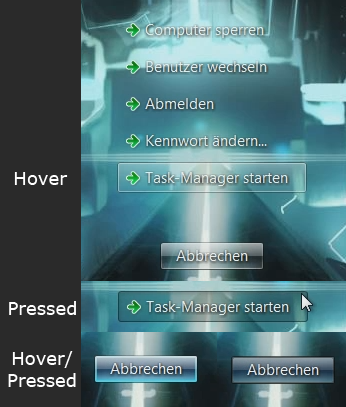 Computer sperren
Benutzer wechseln
Abmelden
Kennwort ändern...
Hover
Task-Manager starten
Abbrechen
Pressed
Task-Manager starten
Hover/
Pressed
Abbrechen
Abbrechen